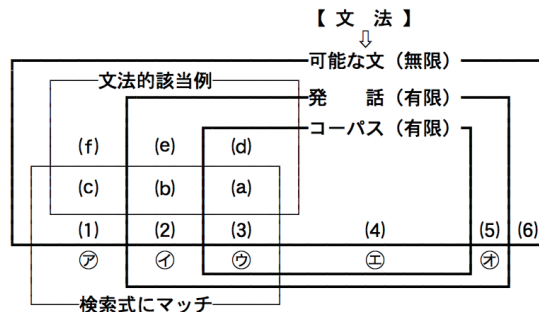 【 文 法 】
⇩
可能な文（無限）
文法的該当例
発 話（有限）
コーパス（有限）
(f) (e) (d)
(c) (b) (a)
(1) (2) (3) (4) (5) (6)
㋐ ㋑ ㋒ ㋓ ㋔
検索式にマッチ